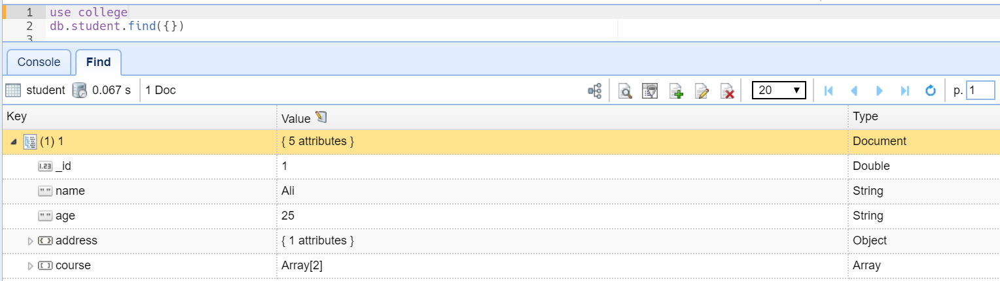 1 use college
2 db.student.find({})
3
Console Find
student 0.067 s 1 Doc 20 p. 1
Key Value Type
(1) 1 { 5 attributes } Document
1.23 _id 1 Double
" " name Ali String
" " age 25 String
{ } address { 1 attributes } Object
[ ] course Array[2] Array